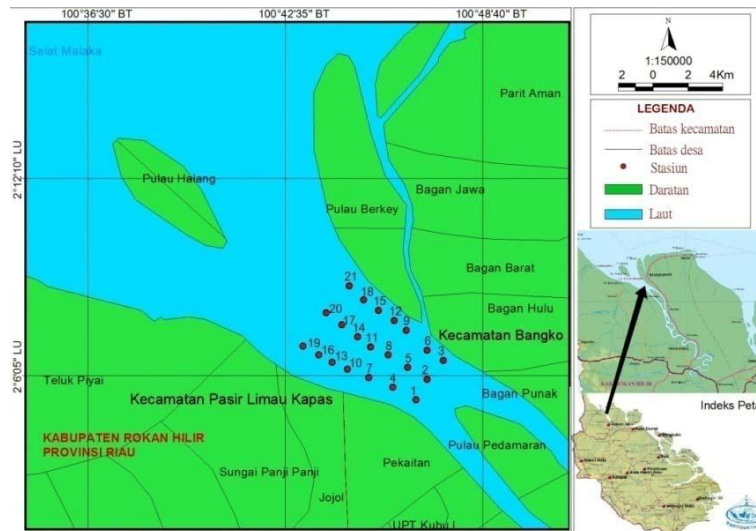 100°36'30" BT
100°42'35" BT
100°48'40" BT
Selat Malaka
Parit Aman
2°12'10" LU
Pulau Halang
Bagan Jawa
Pulau Berkey
Bagan Barat
Bagan Hulu
Kecamatan Bangko
21
18
15
12
9
6
3
20
17
14
11
8
5
2
19
16
13
10
7
4
1
2°6'05" LU
Teluk Piyai
Kecamatan Pasir Limau Kapas
Bagan Punak
Pulau Pedamaran
KABUPATEN ROKAN HILIR
PROVINSI RIAU
Sungai Panji Panji
Pekaitan
Jojol
UPT Kubu I
N
1:150000
2 0 2 4Km
LEGENDA
Batas kecamatan
Batas desa
Stasiun
Daratan
Laut
Indeks Peta